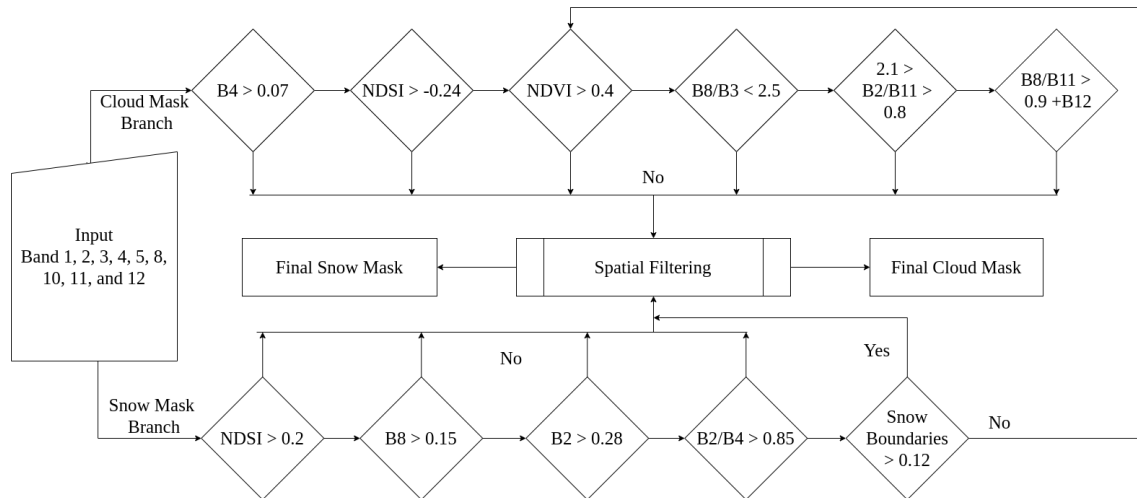 B4 > 0.07
NDSI > -0.24
NDVI > 0.4
B8/B3 < 2.5
2.1 >
B2/B11 >
0.8
B8/B11 >
0.9 +B12
Cloud Mask
Branch
No
Input
Band 1, 2, 3, 4, 5, 8,
10, 11, and 12
Final Snow Mask
Spatial Filtering
Final Cloud Mask
No
Yes
Snow Mask
Branch
NDSI > 0.2
B8 > 0.15
B2 > 0.28
B2/B4 > 0.85
Snow
Boundaries
> 0.12
No